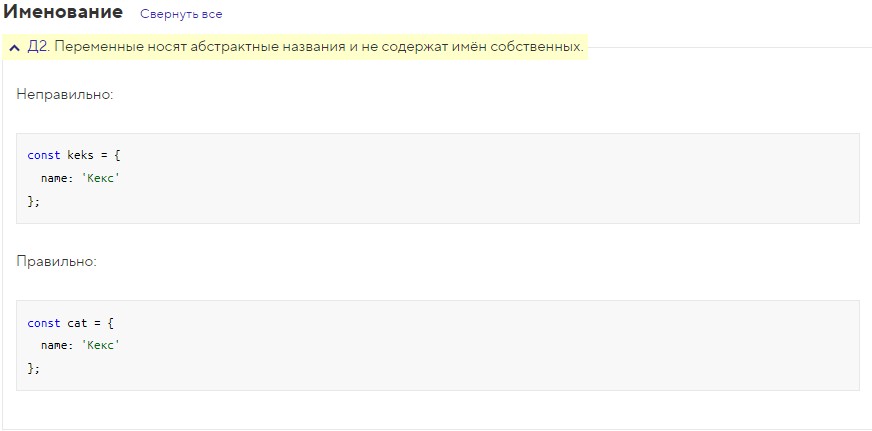 Именование Свернуть все
Д2. Переменные носят абстрактные названия и не содержат имён собственных.
Неправильно:
const keks = {
  name: 'Кекс'
};
Правильно:
const cat = {
  name: 'Кекс'
};